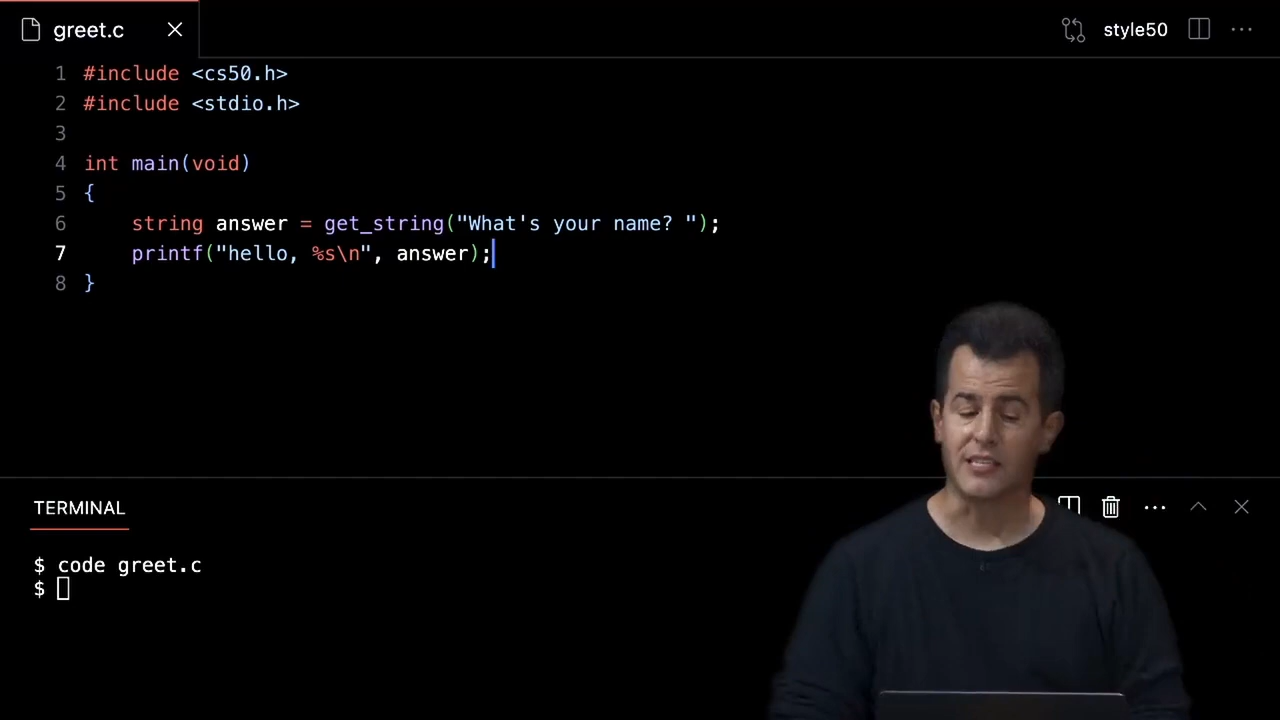 greet.c
style50
1 #include <cs50.h>
2 #include <stdio.h>
3
4 int main(void)
5 {
6     string answer = get_string("What's your name? ");
7     printf("hello, %s\n", answer);
8 }
TERMINAL
$ code greet.c
$